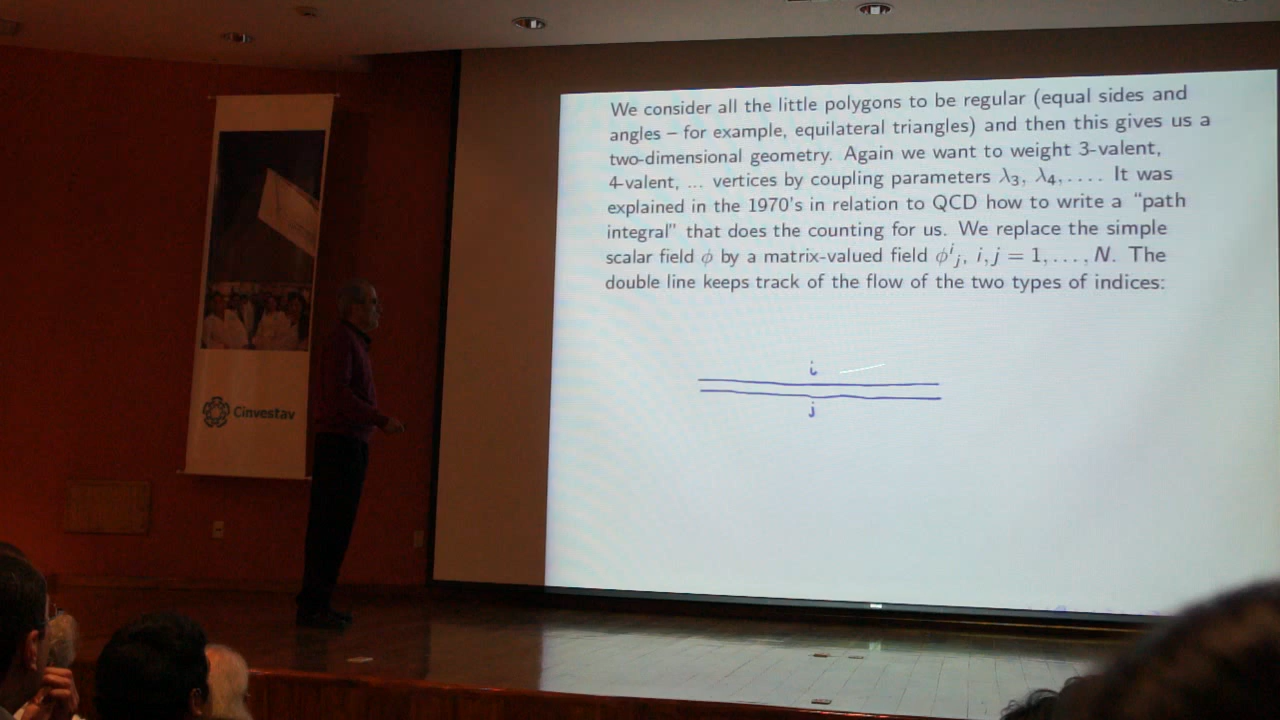 We consider all the little polygons to be regular (equal sides and
angles – for example, equilateral triangles) and then this gives us a
two-dimensional geometry. Again we want to weight 3-valent,
4-valent, ... vertices by coupling parameters λ₃, λ₄, . . . . It was
explained in the 1970's in relation to QCD how to write a “path
integral” that does the counting for us. We replace the simple
scalar field ϕ by a matrix-valued field ϕⁱⱼ, i, j = 1, . . . , N. The
double line keeps track of the flow of the two types of indices:
i
j
Cinvestav